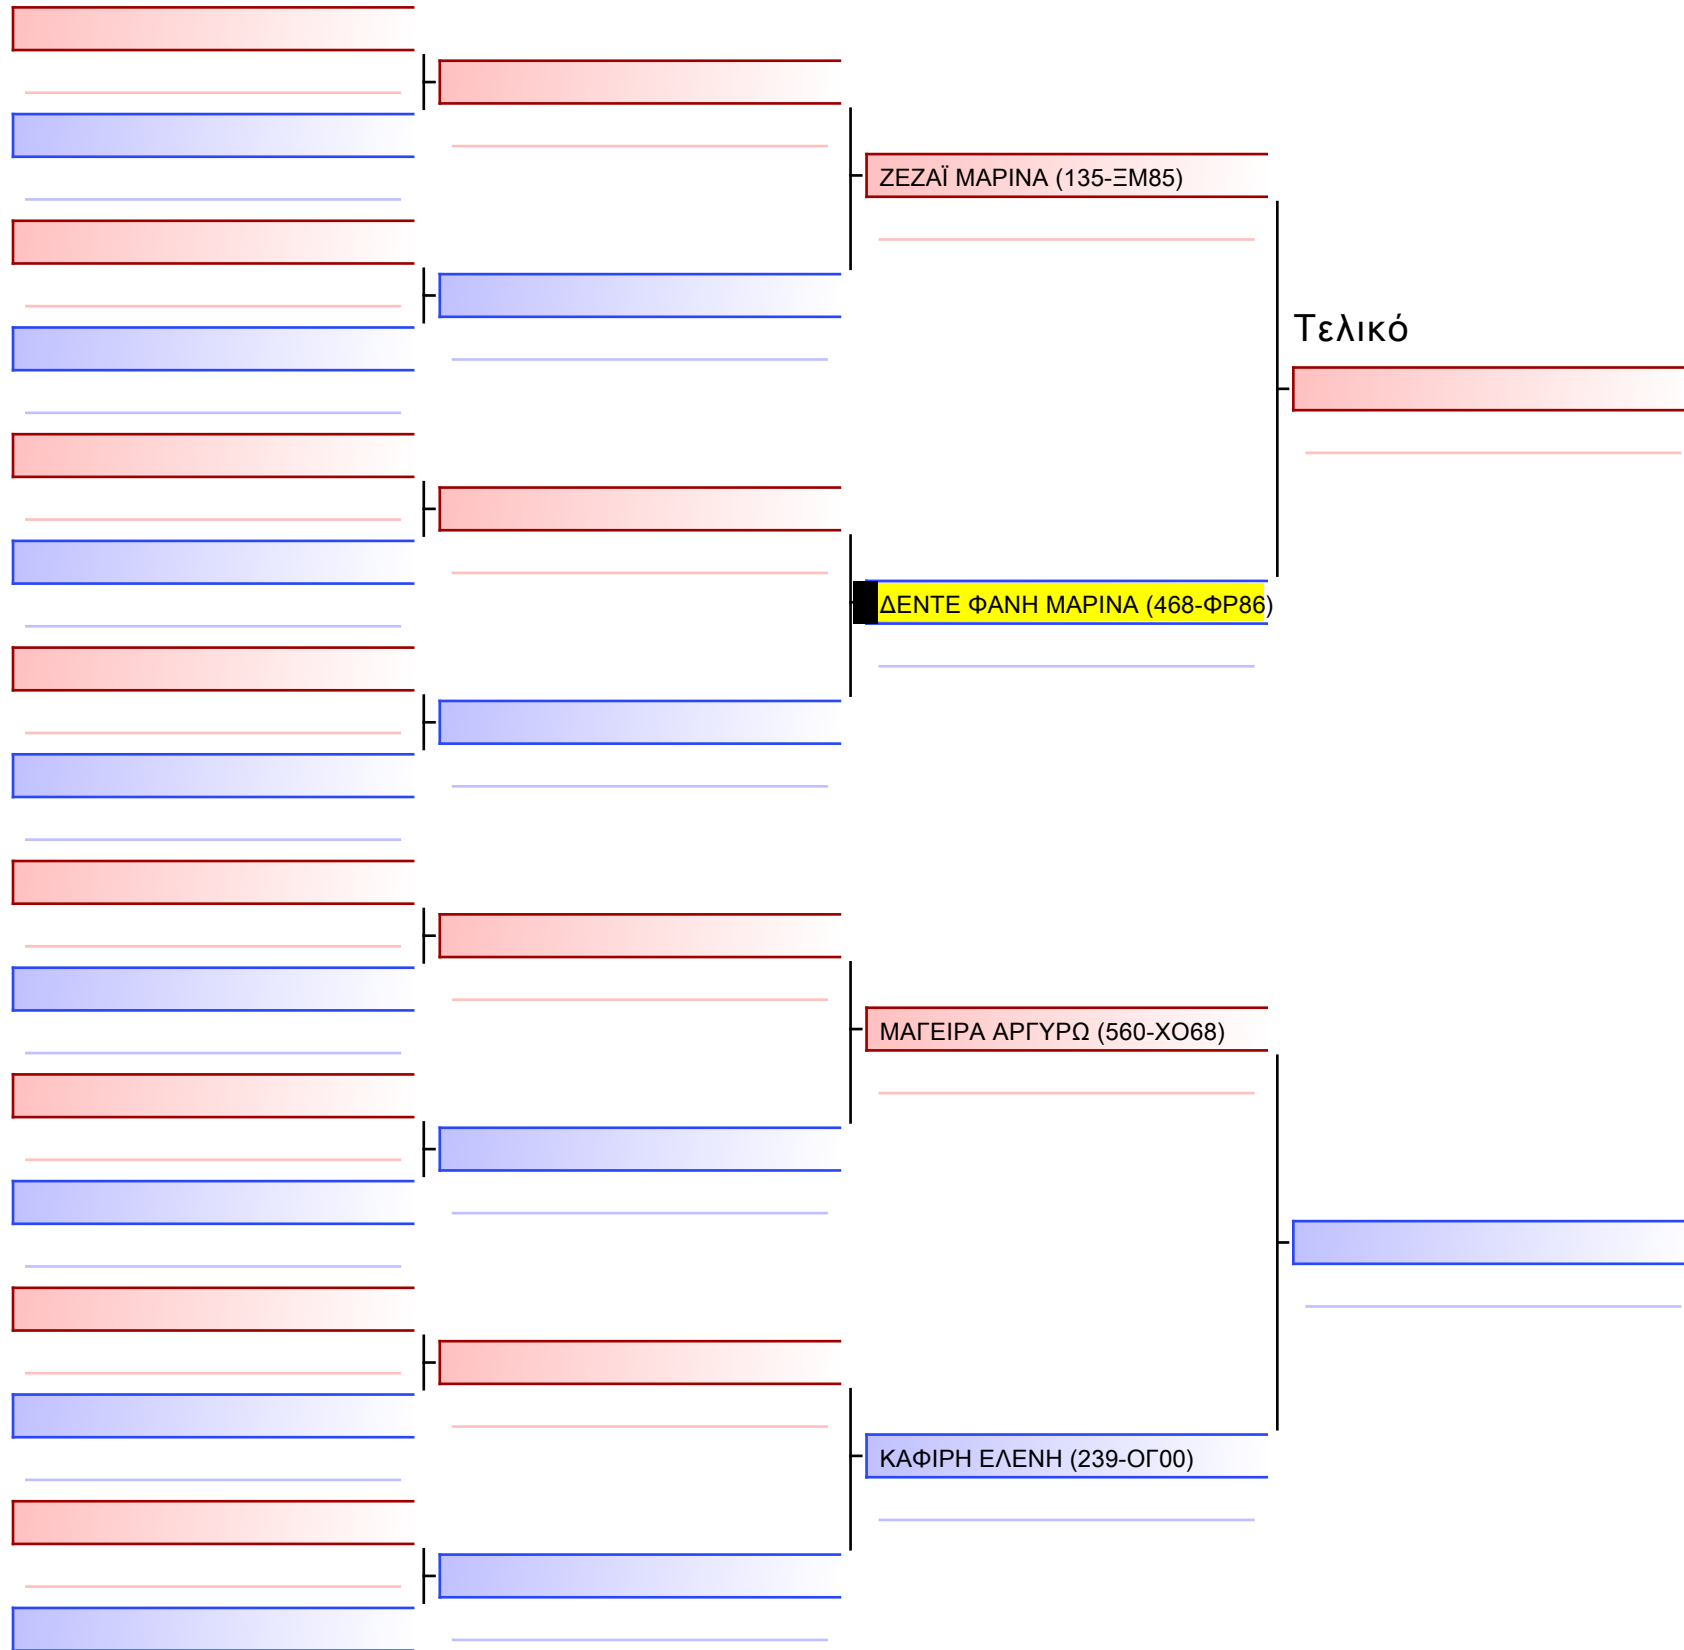 ΖΕΖΑΪ ΜΑΡΙΝΑ (135-ΞΜ85)
Τελικό
ΔΕΝΤΕ ΦΑΝΗ ΜΑΡΙΝΑ (468-ΦΡ86)
ΜΑΓΕΙΡΑ ΑΡΓΥΡΩ (560-ΧΟ68)
ΚΑΦΙΡΗ ΕΛΕΝΗ (239-ΟΓ00)